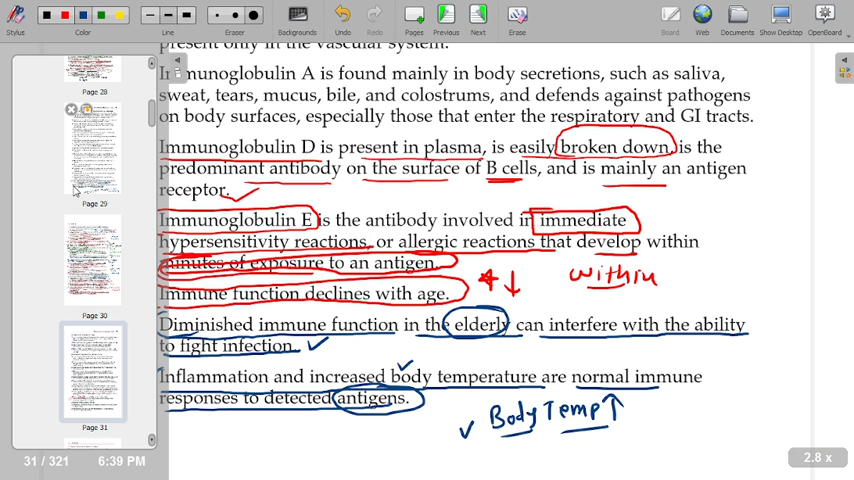 Stylus
Color
Line
Eraser
Backgrounds
Undo
Pages
Previous
Next
Erase
Board
Web
Documents
Show Desktop
OpenBoard
Page 28
Page 29
Page 30
Page 31
31 / 321 6:39 PM
present only in the vascular system.
Immunoglobulin A is found mainly in body secretions, such as saliva,
sweat, tears, mucus, bile, and colostrums, and defends against pathogens
on body surfaces, especially those that enter the respiratory and GI tracts.
Immunoglobulin D is present in plasma, is easily broken down, is the
predominant antibody on the surface of B cells, and is mainly an antigen
receptor.
Immunoglobulin E is the antibody involved in immediate
hypersensitivity reactions, or allergic reactions that develop within
minutes of exposure to an antigen.
within
Immune function declines with age.
Diminished immune function in the elderly can interfere with the ability
to fight infection.
Inflammation and increased body temperature are normal immune
responses to detected antigens.
Body Temp ↑
2.8 x